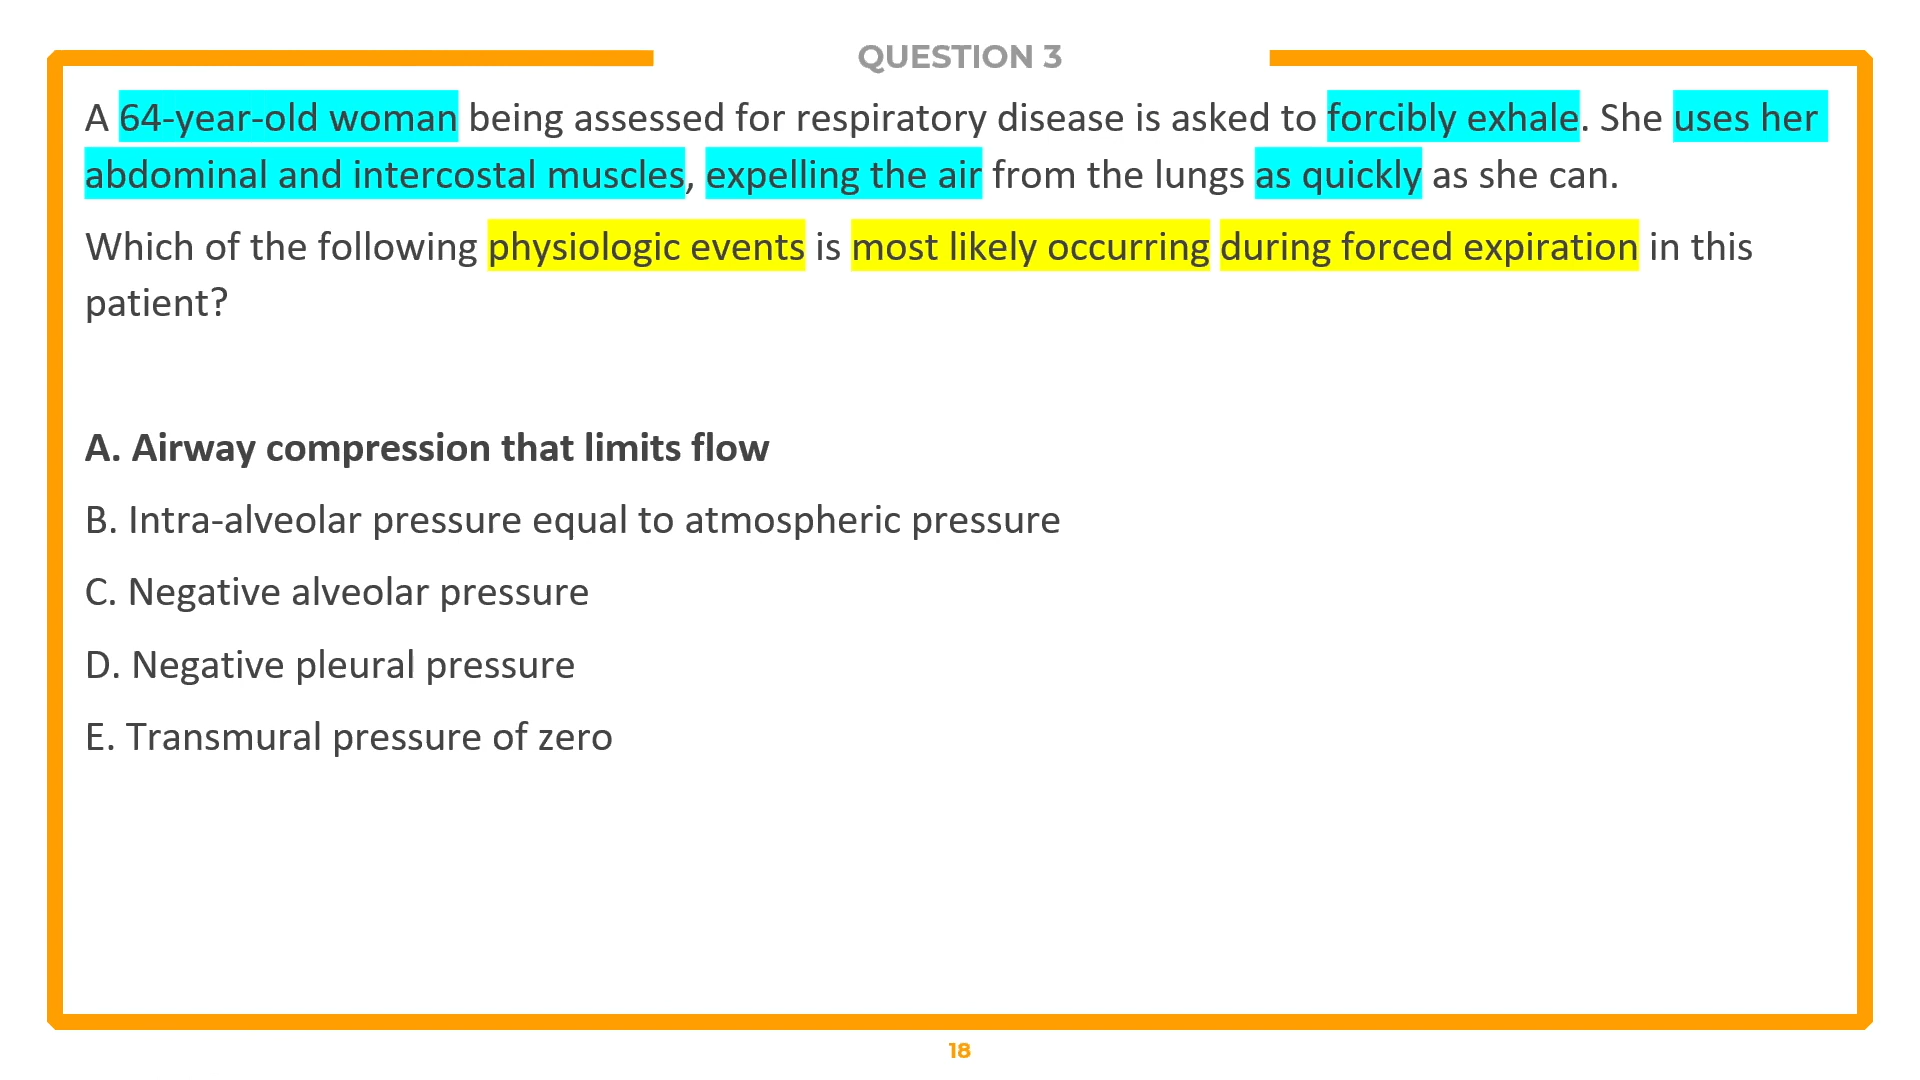 QUESTION 3
A 64-year-old woman being assessed for respiratory disease is asked to forcibly exhale. She uses her
abdominal and intercostal muscles, expelling the air from the lungs as quickly as she can.
Which of the following physiologic events is most likely occurring during forced expiration in this
patient?
A. Airway compression that limits flow
B. Intra-alveolar pressure equal to atmospheric pressure
C. Negative alveolar pressure
D. Negative pleural pressure
E. Transmural pressure of zero
18